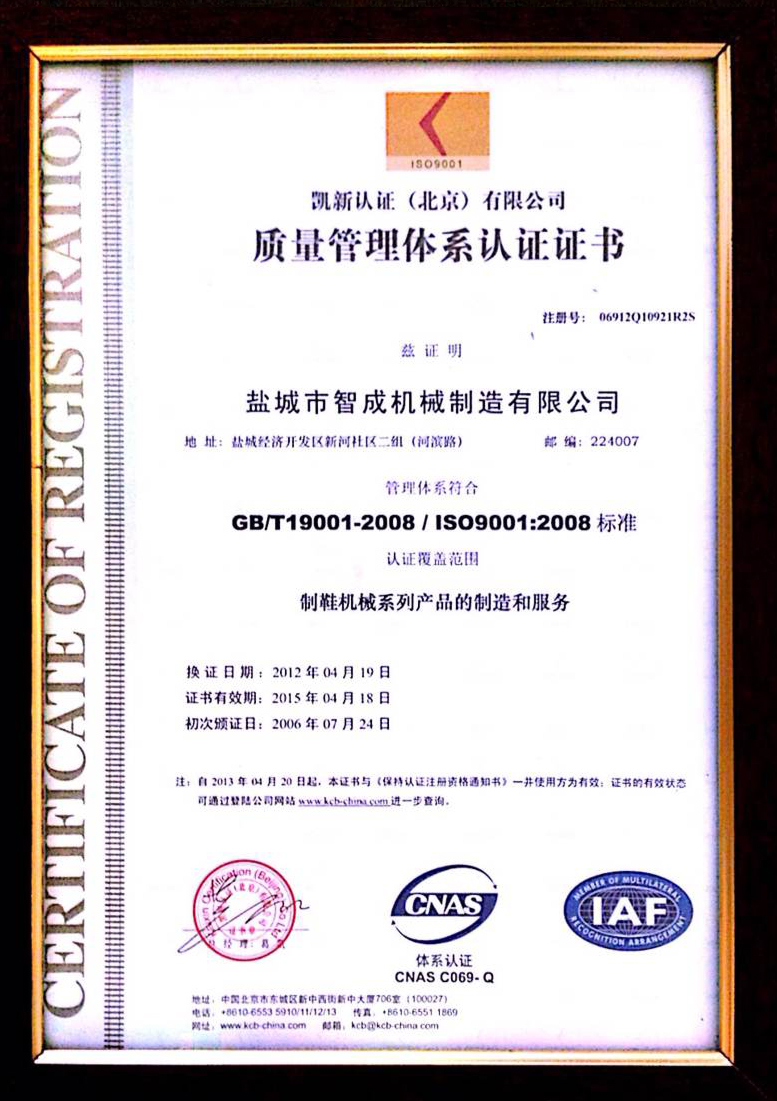 CERTIFICATE OF REGISTRATION
ISO9001
凯新认证（北京）有限公司
质量管理体系认证证书
注册号： 06912Q10921R2S
兹 证 明
盐城市智成机械制造有限公司
地 址：盐城经济开发区新河社区二组（河滨路） 邮 编：224007
管理体系符合
GB/T19001-2008 / ISO9001:2008 标准
认证覆盖范围
制鞋机械系列产品的制造和服务
换 证 日 期 ：2012 年 04 月 19 日
证书有效期：2015 年 04 月 18 日
初次颁证日：2006 年 07 月 24 日
注：自 2013 年 04 月 20 日起，本证书与《保持认证注册资格通知书》一并使用方为有效；证书的有效状态
可通过登陆公司网站 www.kcb-china.com 进一步查询。
Certification (Beijing) Co Ltd
经 理：葛
CNAS
体系认证
CNAS C069- Q
MEMBER OF MULTILATERAL
IAF
RECOGNITION ARRANGEMENT
地址：中国北京市东城区新中西街新中大厦706室（100027）
电话：+8610-6553 5910/11/12/13 传真：+8610-6551 1869
网址：www.kcb-china.com 邮箱：kcb@kcb-china.com